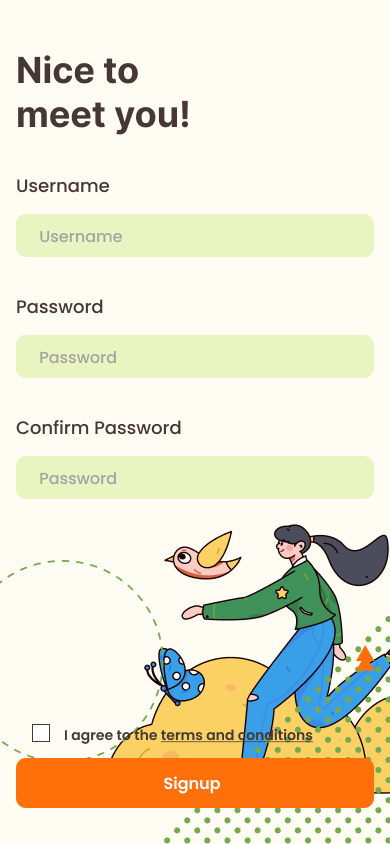 Nice to
meet you!
Username
Username
Password
Password
Confirm Password
Password
I agree to the terms and conditions
Signup